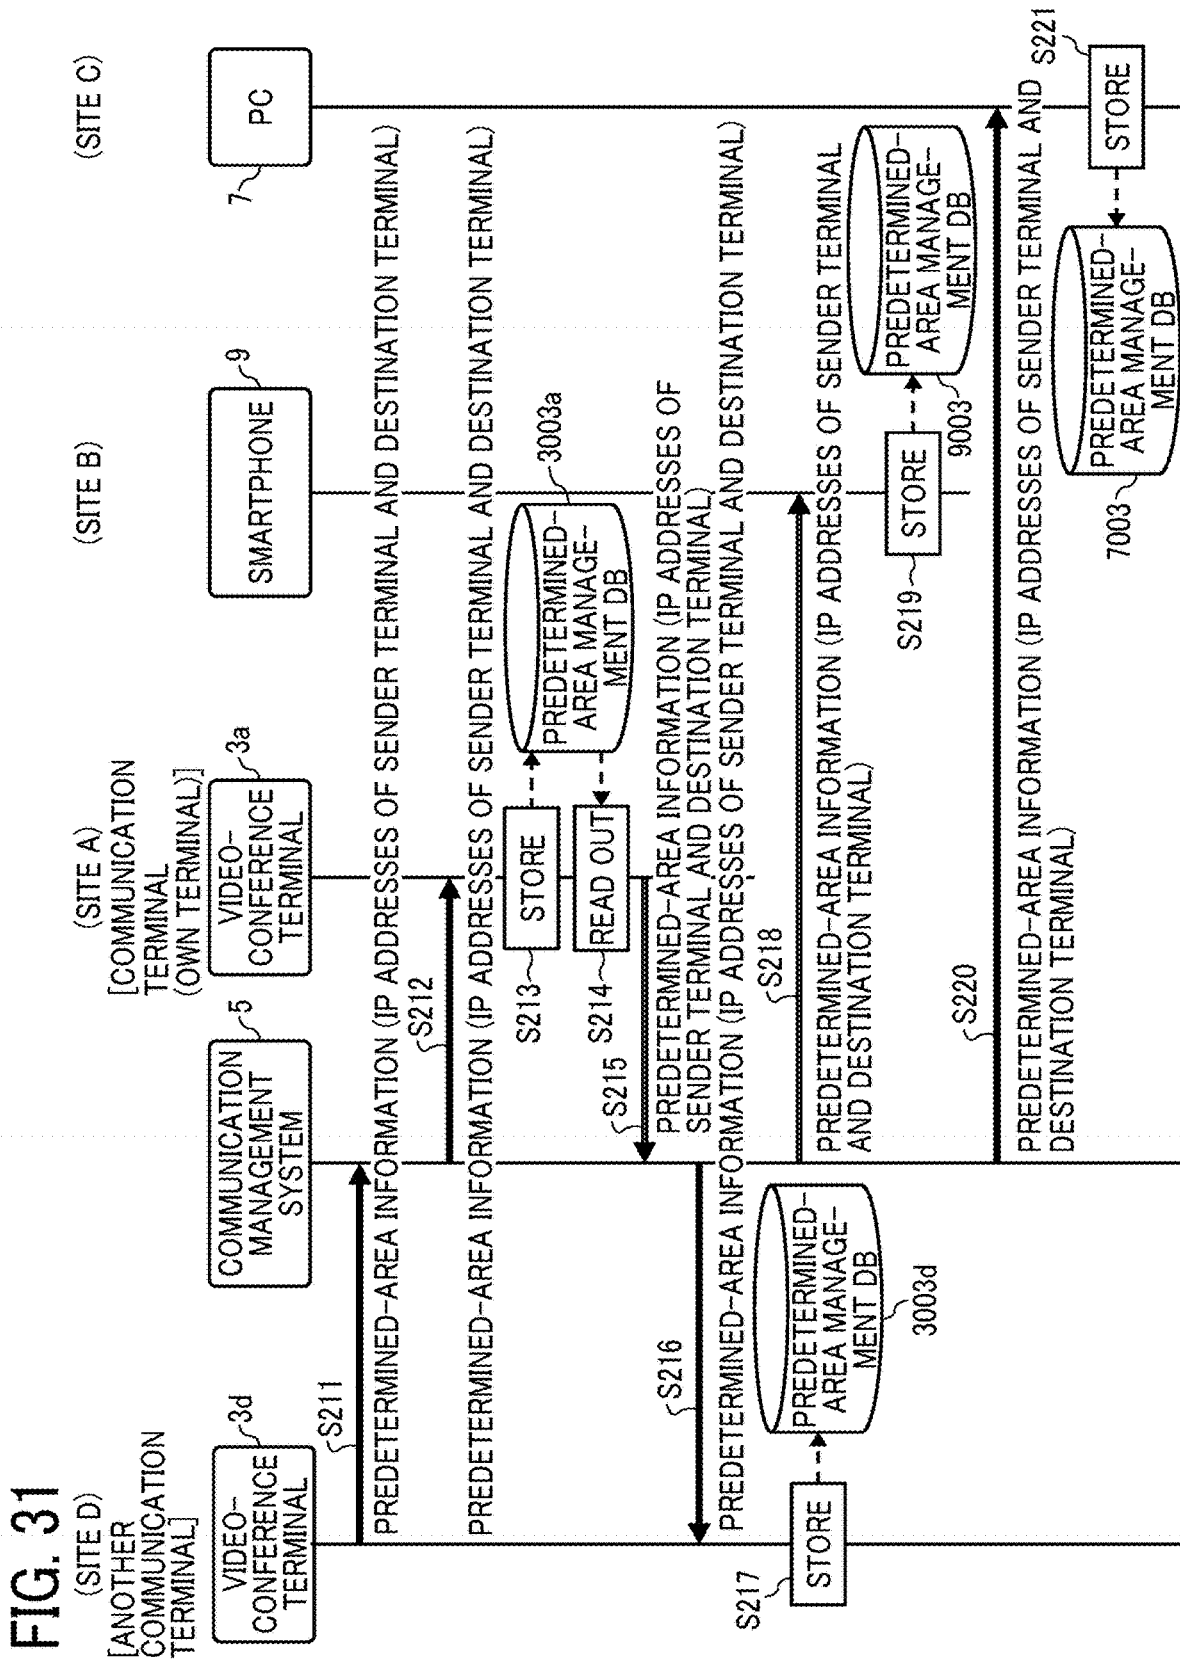 FIG. 31
(SITE D)
[ANOTHER
COMMUNICATION
TERMINAL]
(SITE A)
[COMMUNICATION
TERMINAL
(OWN TERMINAL)]
(SITE B)
(SITE C)
3d
VIDEO-
CONFERENCE
TERMINAL
5
COMMUNICATION
MANAGEMENT
SYSTEM
3a
VIDEO-
CONFERENCE
TERMINAL
9
SMARTPHONE
7
PC
S211
PREDETERMINED-AREA INFORMATION (IP ADDRESSES OF SENDER TERMINAL AND DESTINATION TERMINAL)
S212
PREDETERMINED-AREA INFORMATION (IP ADDRESSES OF SENDER TERMINAL AND DESTINATION TERMINAL)
S213
STORE
3003a
PREDETERMINED-
AREA MANAGE-
MENT DB
S214
READ OUT
S215
PREDETERMINED-AREA INFORMATION (IP ADDRESSES OF
SENDER TERMINAL AND DESTINATION TERMINAL)
S216
PREDETERMINED-AREA INFORMATION (IP ADDRESSES OF SENDER TERMINAL AND DESTINATION TERMINAL)
S217
STORE
PREDETERMINED-
AREA MANAGE-
MENT DB
3003d
S218
PREDETERMINED-AREA INFORMATION (IP ADDRESSES OF SENDER TERMINAL
AND DESTINATION TERMINAL)
S219
STORE
PREDETERMINED-
AREA MANAGE-
MENT DB
9003
S220
PREDETERMINED-AREA INFORMATION (IP ADDRESSES OF SENDER TERMINAL AND
DESTINATION TERMINAL)
S221
STORE
PREDETERMINED-
AREA MANAGE-
MENT DB
7003